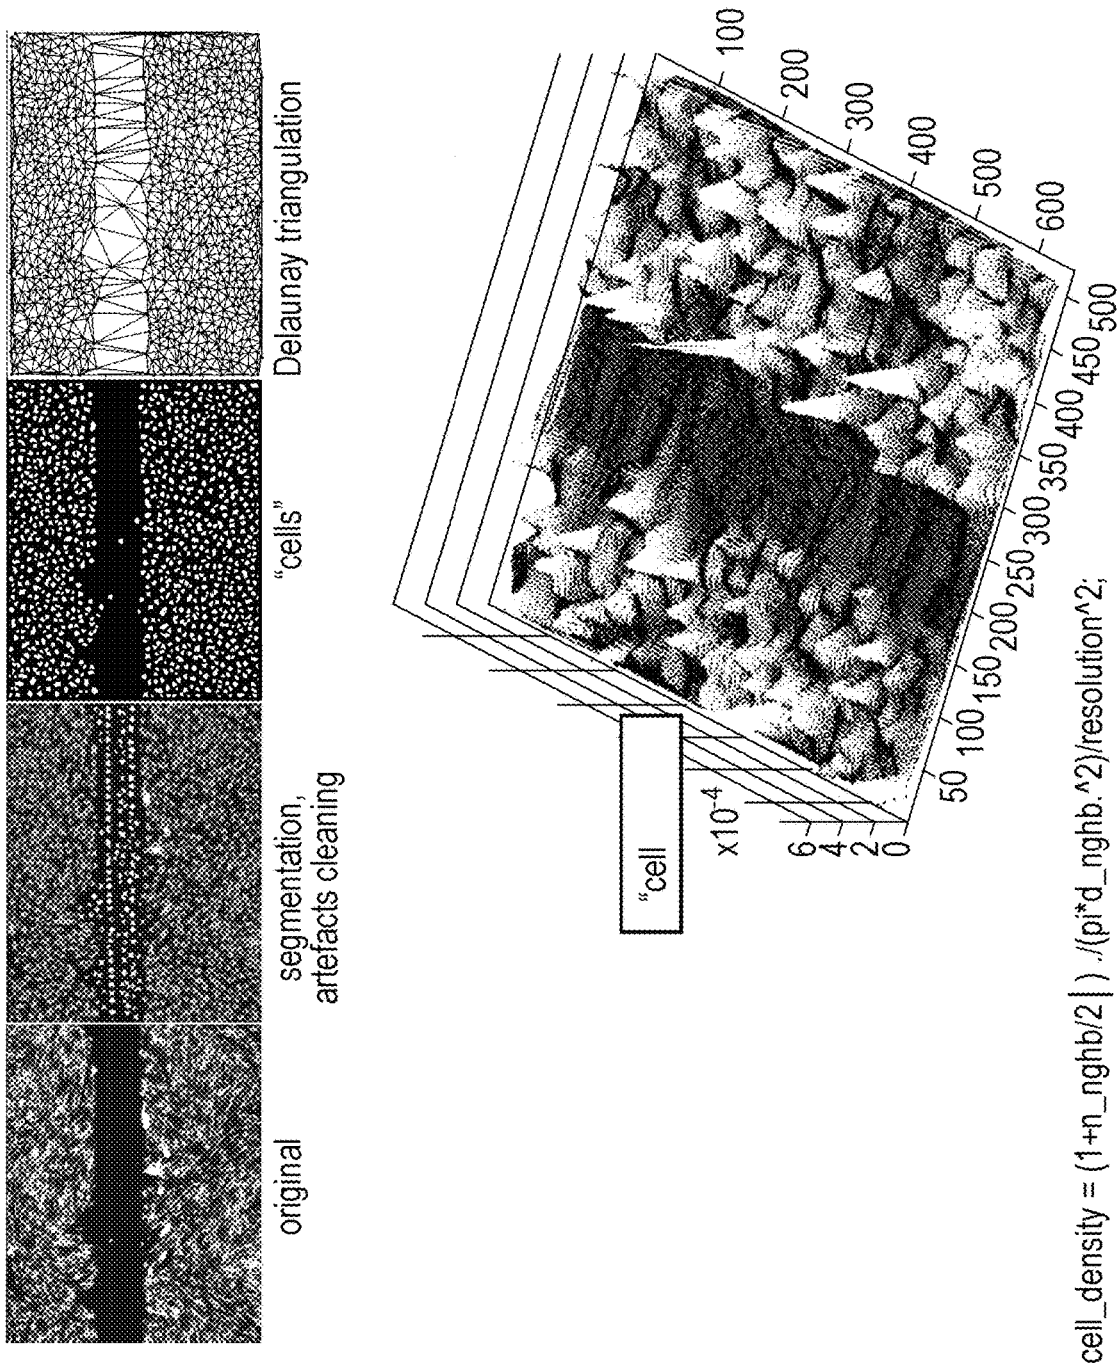 original
segmentation,
artefacts cleaning
"cells"
Delaunay triangulation
"cell
x10-4
6
4
2
0
50
100
150
200
250
300
350
400
450
500
100
200
300
400
500
600
cell_density = (1+n_nghb/2 | ) ./(pi*d_nghb.^2)/resolution^2;